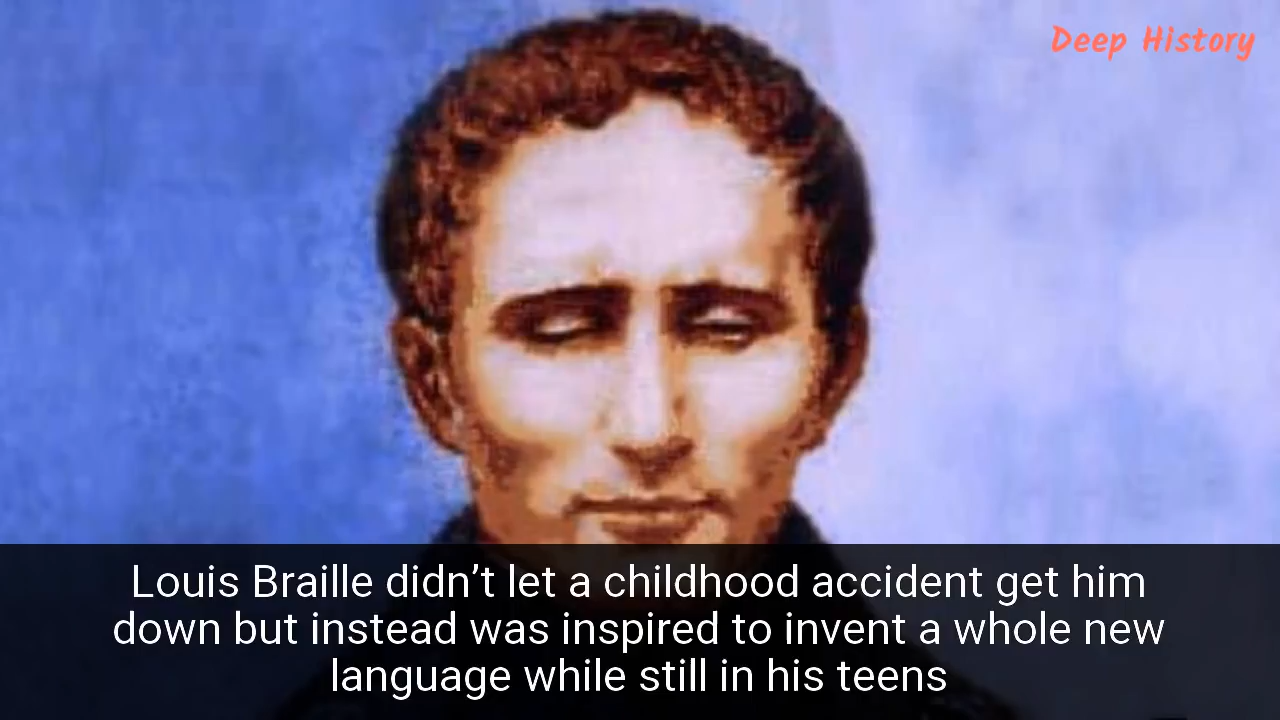 Deep History
Louis Braille didn’t let a childhood accident get him
down but instead was inspired to invent a whole new
language while still in his teens